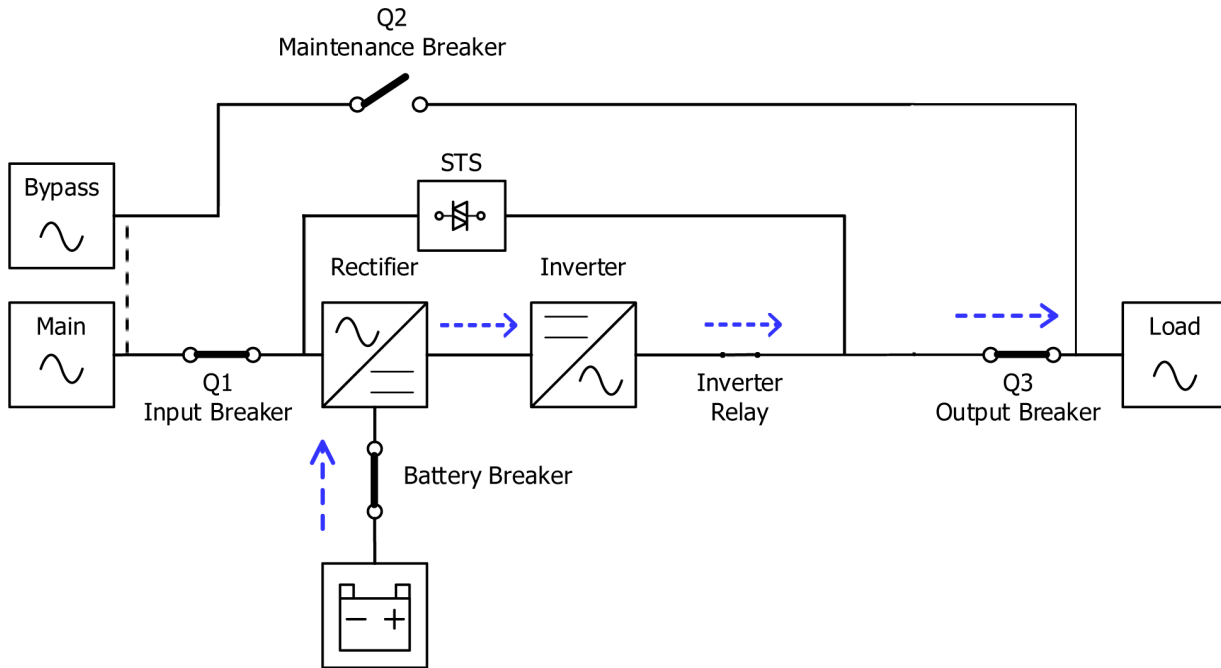 Q2
Maintenance Breaker
STS
Bypass
Rectifier
Inverter
Main
Load
Q1
Input Breaker
Inverter
Relay
Q3
Output Breaker
Battery Breaker